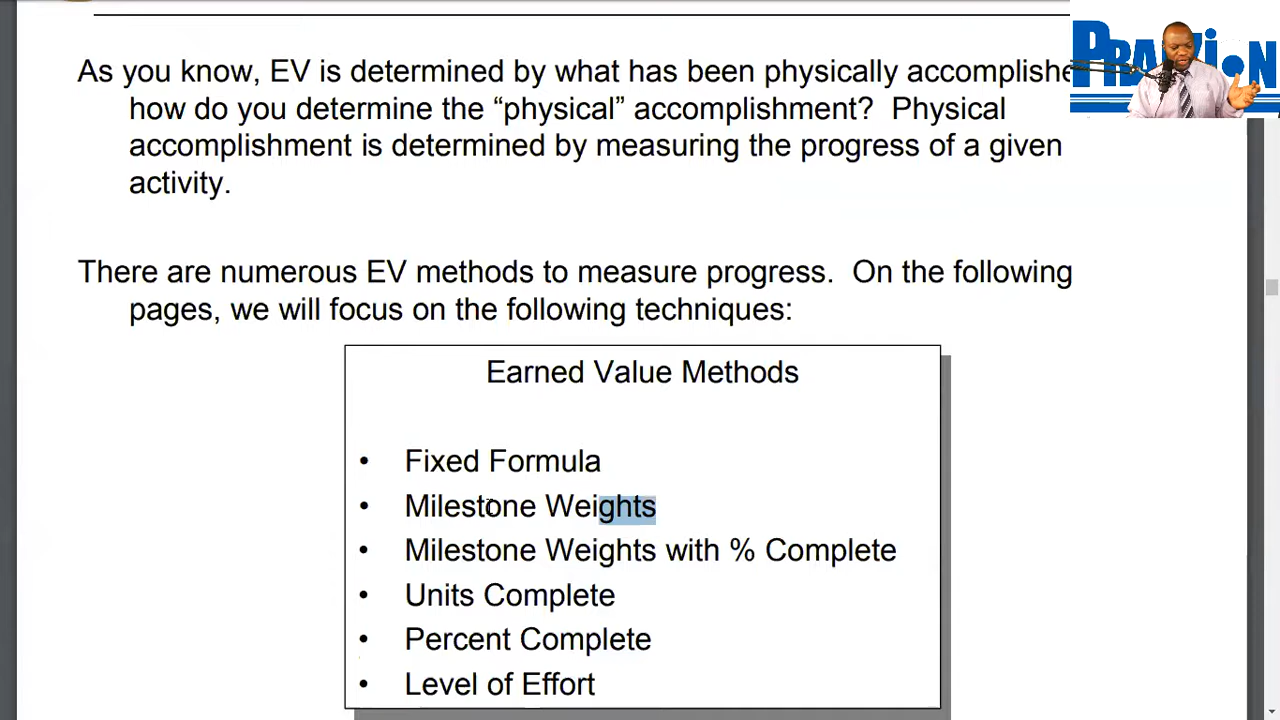 As you know, EV is determined by what has been physically
how do you determine the “physical” accomplishment?  Physical
accomplishment is determined by measuring the progress of a given
activity.
There are numerous EV methods to measure progress.  On the following
pages, we will focus on the following techniques:
Earned Value Methods
• Fixed Formula
• Milestone Weights
• Milestone Weights with % Complete
• Units Complete
• Percent Complete
• Level of Effort